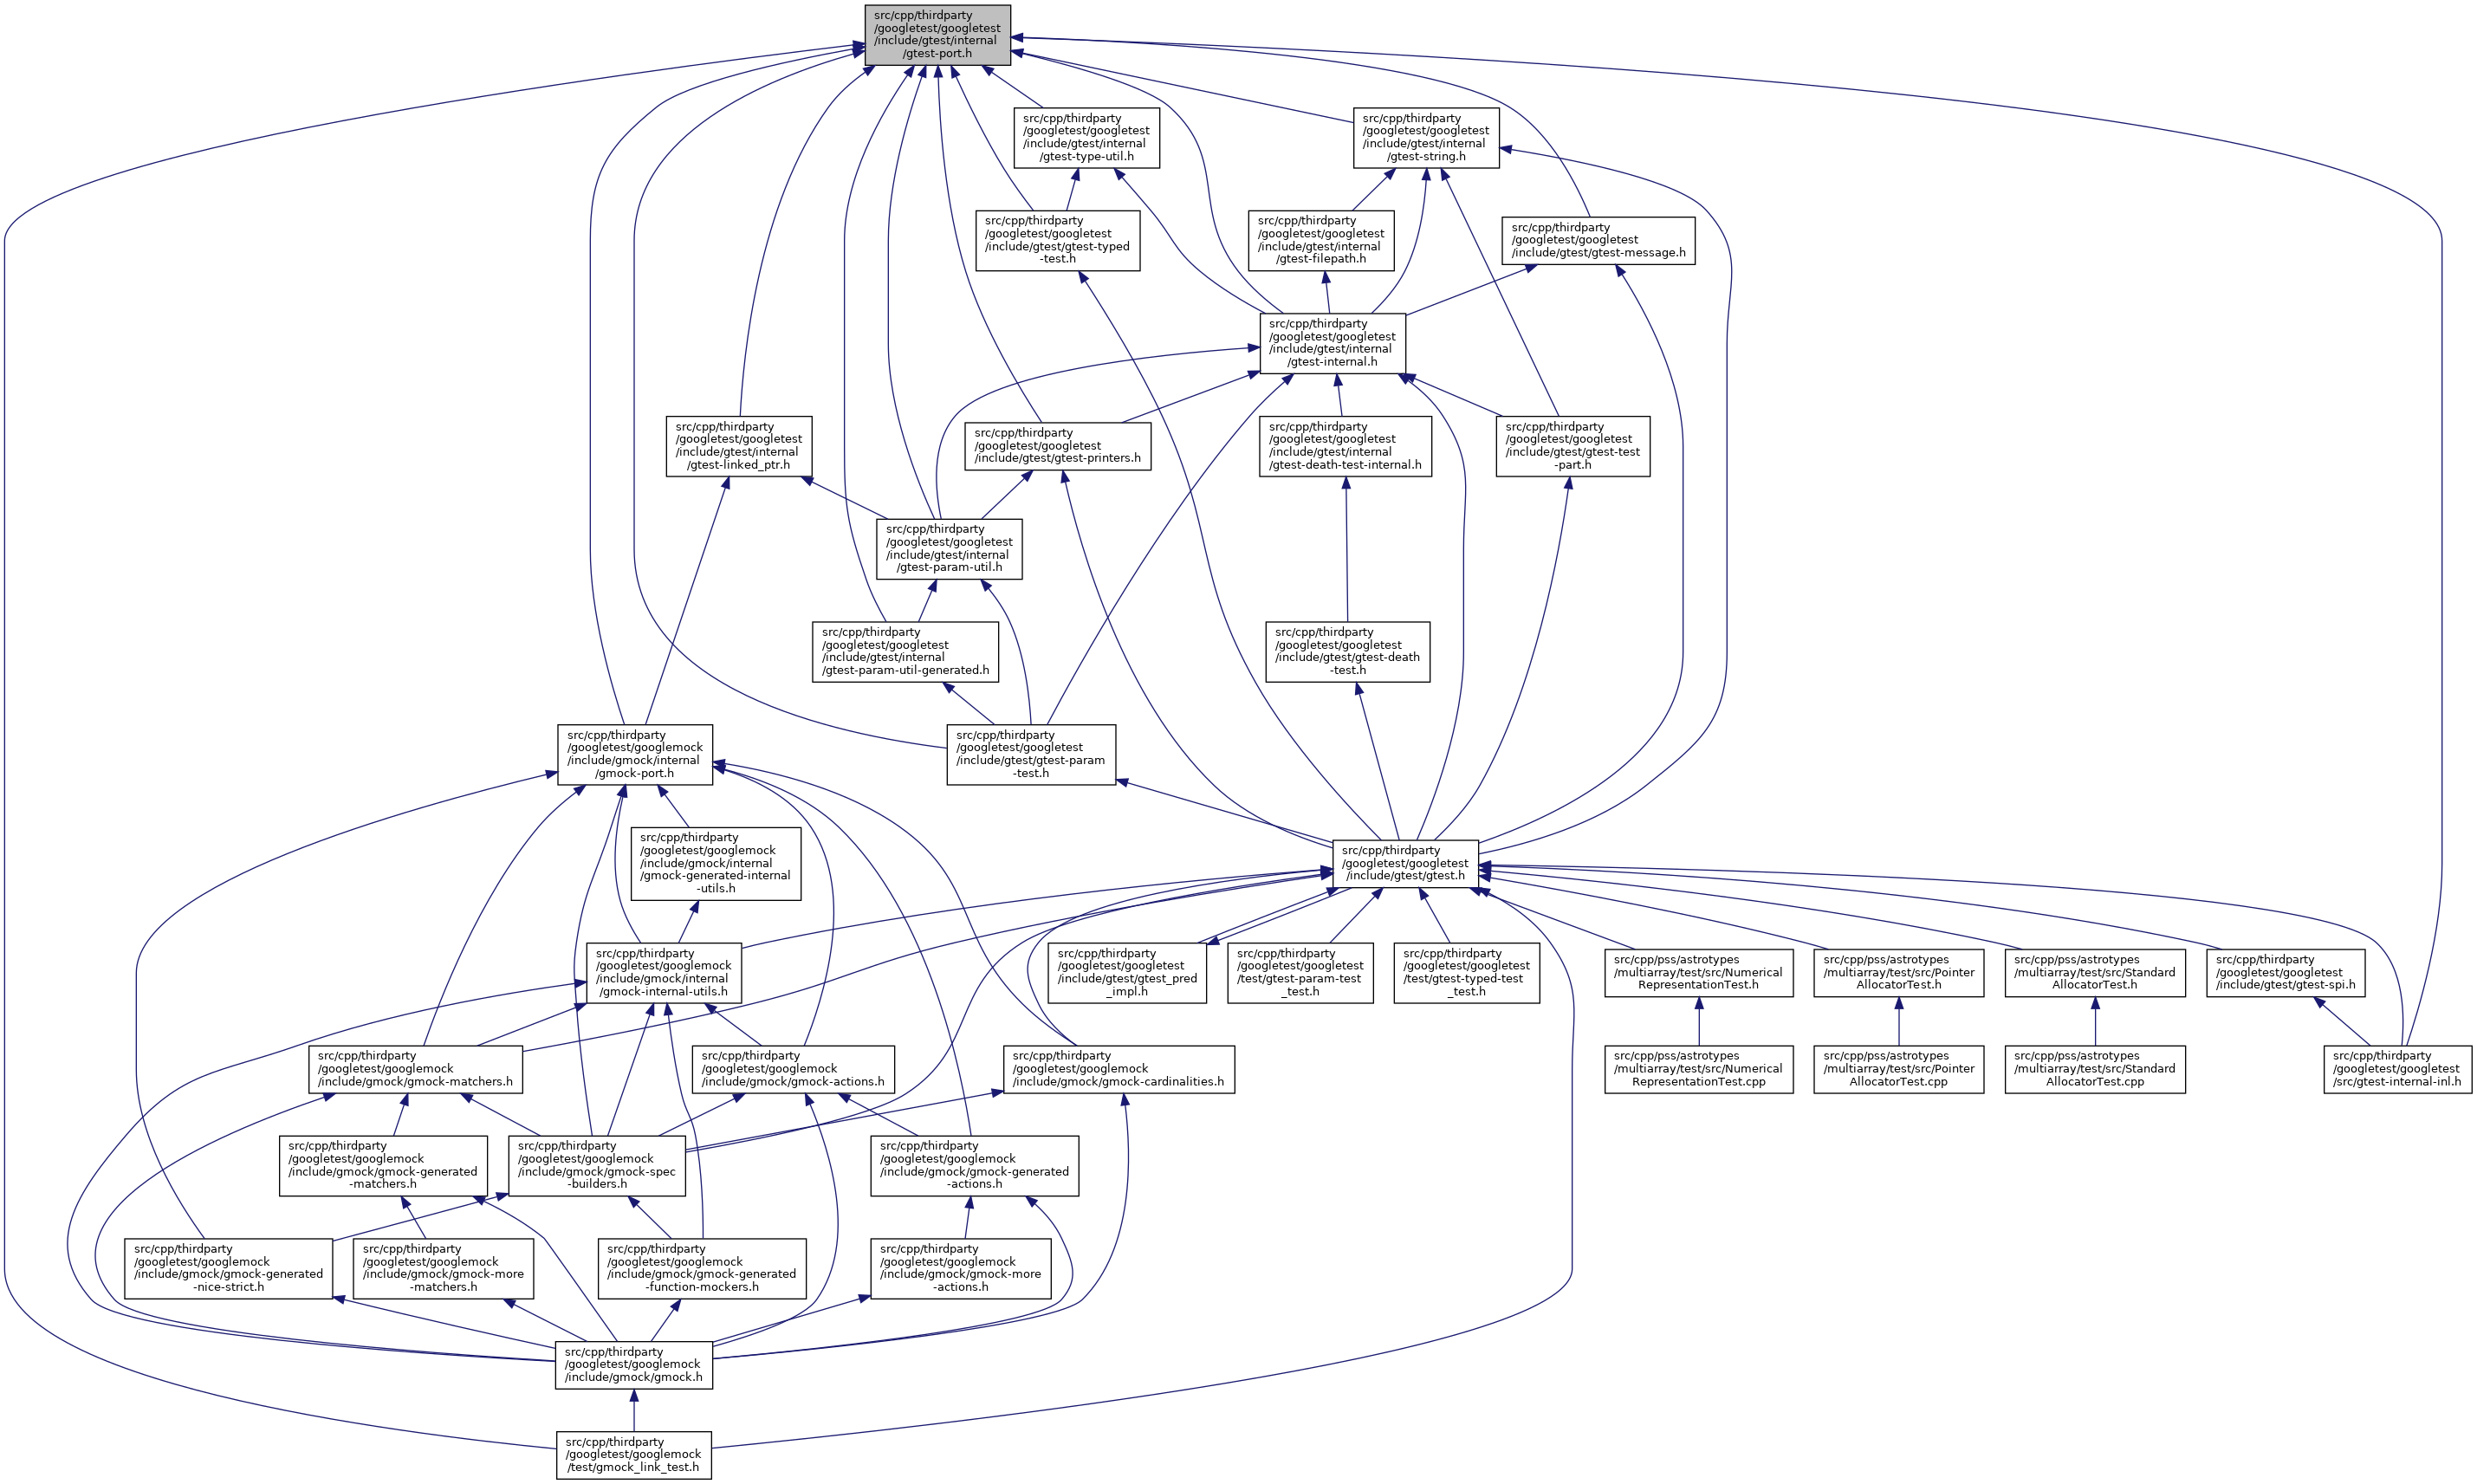 src/cpp/thirdparty
/googletest/googletest
/include/gtest/internal
/gtest-port.h
src/cpp/thirdparty
/googletest/googletest
/include/gtest/internal
/gtest-type-util.h
src/cpp/thirdparty
/googletest/googletest
/include/gtest/internal
/gtest-string.h
src/cpp/thirdparty
/googletest/googletest
/include/gtest/gtest-typed
-test.h
src/cpp/thirdparty
/googletest/googletest
/include/gtest/internal
/gtest-filepath.h
src/cpp/thirdparty
/googletest/googletest
/include/gtest/gtest-message.h
src/cpp/thirdparty
/googletest/googletest
/include/gtest/internal
/gtest-internal.h
src/cpp/thirdparty
/googletest/googletest
/include/gtest/internal
/gtest-linked_ptr.h
src/cpp/thirdparty
/googletest/googletest
/include/gtest/gtest-printers.h
src/cpp/thirdparty
/googletest/googletest
/include/gtest/internal
/gtest-death-test-internal.h
src/cpp/thirdparty
/googletest/googletest
/include/gtest/gtest-test
-part.h
src/cpp/thirdparty
/googletest/googletest
/include/gtest/internal
/gtest-param-util.h
src/cpp/thirdparty
/googletest/googletest
/include/gtest/internal
/gtest-param-util-generated.h
src/cpp/thirdparty
/googletest/googletest
/include/gtest/gtest-death
-test.h
src/cpp/thirdparty
/googletest/googlemock
/include/gmock/internal
/gmock-port.h
src/cpp/thirdparty
/googletest/googletest
/include/gtest/gtest-param
-test.h
src/cpp/thirdparty
/googletest/googlemock
/include/gmock/internal
/gmock-generated-internal
-utils.h
src/cpp/thirdparty
/googletest/googletest
/include/gtest/gtest.h
src/cpp/thirdparty
/googletest/googlemock
/include/gmock/internal
/gmock-internal-utils.h
src/cpp/thirdparty
/googletest/googletest
/include/gtest/gtest_pred
_impl.h
src/cpp/thirdparty
/googletest/googletest
/test/gtest-param-test
_test.h
src/cpp/thirdparty
/googletest/googletest
/test/gtest-typed-test
_test.h
src/cpp/pss/astrotypes
/multiarray/test/src/Numerical
RepresentationTest.h
src/cpp/pss/astrotypes
/multiarray/test/src/Pointer
AllocatorTest.h
src/cpp/pss/astrotypes
/multiarray/test/src/Standard
AllocatorTest.h
src/cpp/thirdparty
/googletest/googletest
/include/gtest/gtest-spi.h
src/cpp/thirdparty
/googletest/googlemock
/include/gmock/gmock-matchers.h
src/cpp/thirdparty
/googletest/googlemock
/include/gmock/gmock-actions.h
src/cpp/thirdparty
/googletest/googlemock
/include/gmock/gmock-cardinalities.h
src/cpp/pss/astrotypes
/multiarray/test/src/Numerical
RepresentationTest.cpp
src/cpp/pss/astrotypes
/multiarray/test/src/Pointer
AllocatorTest.cpp
src/cpp/pss/astrotypes
/multiarray/test/src/Standard
AllocatorTest.cpp
src/cpp/thirdparty
/googletest/googletest
/src/gtest-internal-inl.h
src/cpp/thirdparty
/googletest/googlemock
/include/gmock/gmock-generated
-matchers.h
src/cpp/thirdparty
/googletest/googlemock
/include/gmock/gmock-spec
-builders.h
src/cpp/thirdparty
/googletest/googlemock
/include/gmock/gmock-generated
-actions.h
src/cpp/thirdparty
/googletest/googlemock
/include/gmock/gmock-generated
-nice-strict.h
src/cpp/thirdparty
/googletest/googlemock
/include/gmock/gmock-more
-matchers.h
src/cpp/thirdparty
/googletest/googlemock
/include/gmock/gmock-generated
-function-mockers.h
src/cpp/thirdparty
/googletest/googlemock
/include/gmock/gmock-more
-actions.h
src/cpp/thirdparty
/googletest/googlemock
/include/gmock/gmock.h
src/cpp/thirdparty
/googletest/googlemock
/test/gmock_link_test.h